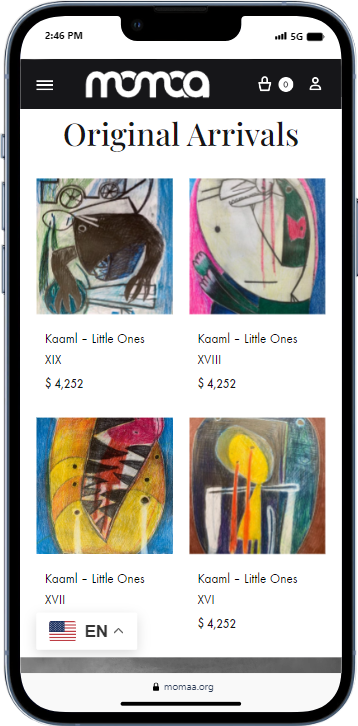 2:46 PM 5G
momaa 0
Original Arrivals
Kaaml – Little Ones
XIX
$ 4,252
Kaaml – Little Ones
XVIII
$ 4,252
Kaaml – Little Ones
XVII
Kaaml – Little Ones
XVI
$ 4,252
EN
momaa.org